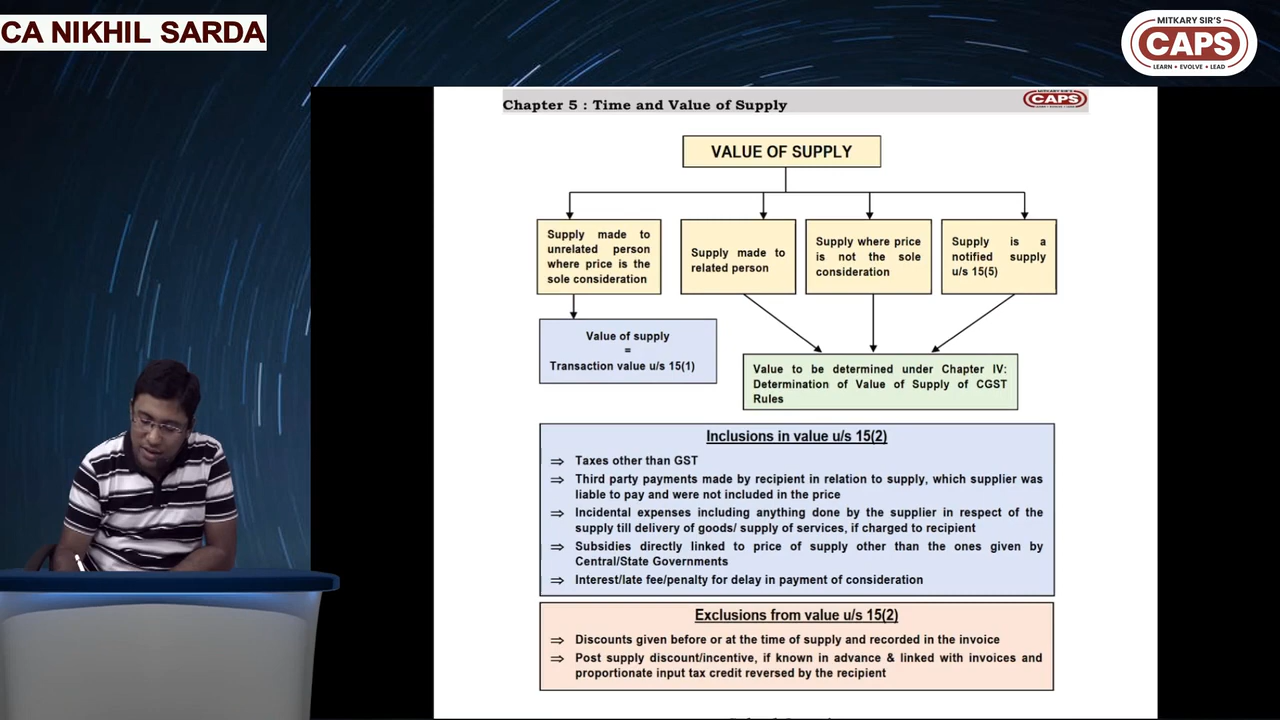 CA NIKHIL SARDA
MITKARY SIR'S
CAPS
LEARN • EVOLVE • LEAD
Chapter 5 : Time and Value of Supply
MITKARY SIR'S
CAPS
VALUE OF SUPPLY
Supply made to
unrelated person
where price is the
sole consideration
Supply made to
related person
Supply where price
is not the sole
consideration
Supply is a
notified supply
u/s 15(5)
Value of supply
=
Transaction value u/s 15(1)
Value to be determined under Chapter IV:
Determination of Value of Supply of CGST
Rules
Inclusions in value u/s 15(2)
⇒ Taxes other than GST
⇒ Third party payments made by recipient in relation to supply, which supplier was
liable to pay and were not included in the price
⇒ Incidental expenses including anything done by the supplier in respect of the
supply till delivery of goods/ supply of services, if charged to recipient
⇒ Subsidies directly linked to price of supply other than the ones given by
Central/State Governments
⇒ Interest/late fee/penalty for delay in payment of consideration
Exclusions from value u/s 15(2)
⇒ Discounts given before or at the time of supply and recorded in the invoice
⇒ Post supply discount/incentive, if known in advance & linked with invoices and
proportionate input tax credit reversed by the recipient